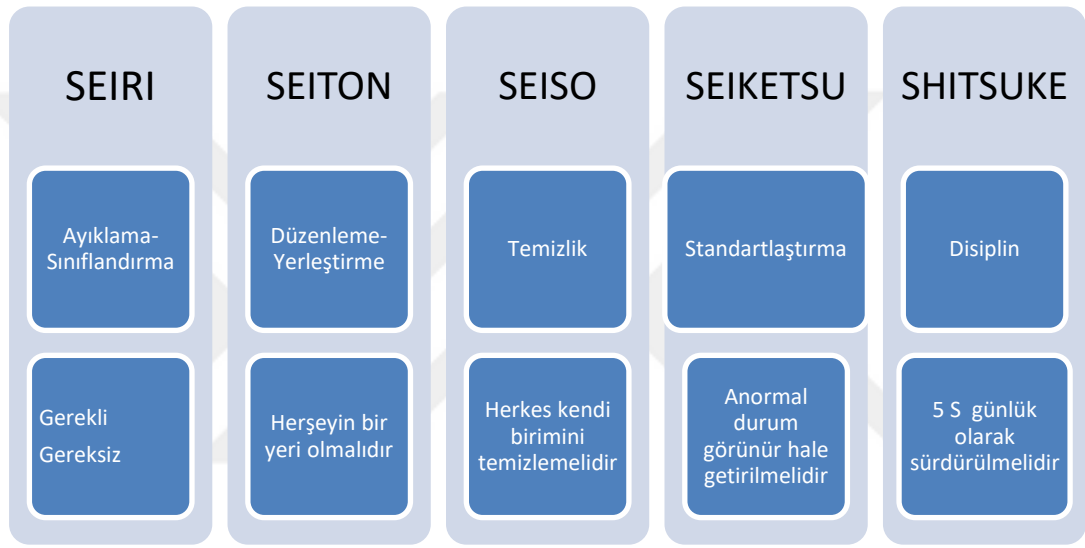 SEIRI
Ayıklama-
Sınıflandırma
Gerekli
Gereksiz
SEITON
Düzenleme-
Yerleştirme
Herşeyin bir
yeri olmalıdır
SEISO
Temizlik
Herkes kendi
birimini
temizlemelidir
SEIKETSU
Standartlaştırma
Anormal
durum
görünür hale
getirilmelidir
SHITSUKE
Disiplin
5 S  günlük
olarak
sürdürülmelidir